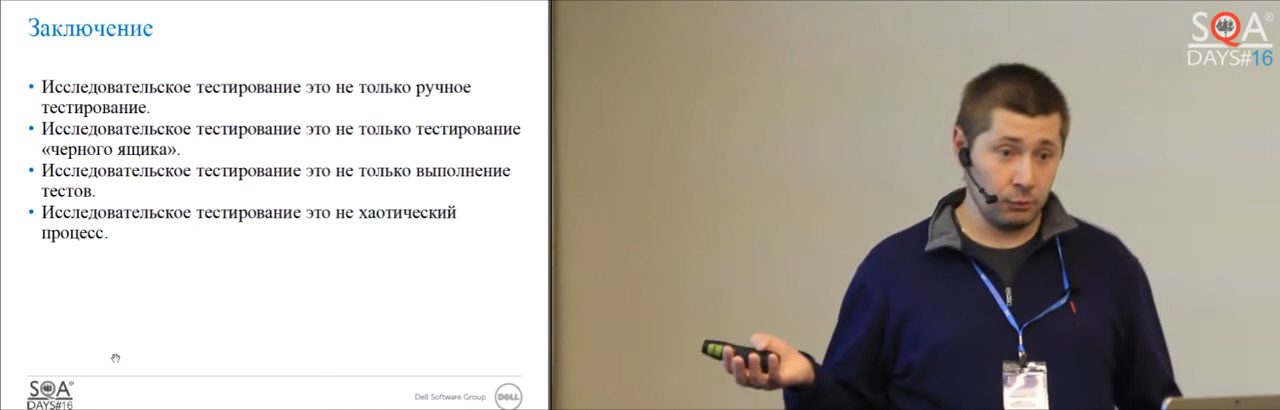 Заключение
• Исследовательское тестирование это не только ручное
тестирование.
• Исследовательское тестирование это не только тестирование
«черного ящика».
• Исследовательское тестирование это не только выполнение
тестов.
• Исследовательское тестирование это не хаотический
процесс.
SQA®
DAYS#16
Dell Software Group
DELL
SQA®
DAYS#16